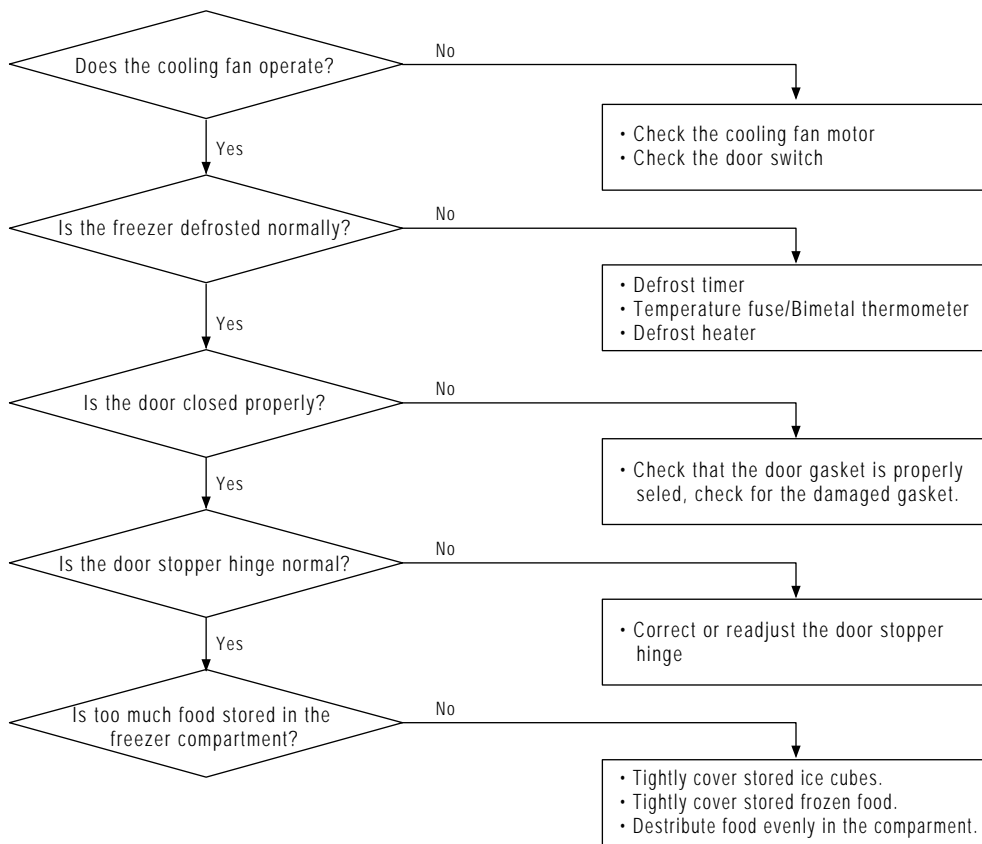 Does the cooling fan operate?
No
• Check the cooling fan motor
• Check the door switch
Yes
Is the freezer defrosted normally?
No
• Defrost timer
• Temperature fuse/Bimetal thermometer
• Defrost heater
Yes
Is the door closed properly?
No
• Check that the door gasket is properly
seled, check for the damaged gasket.
Yes
Is the door stopper hinge normal?
No
• Correct or readjust the door stopper
hinge
Yes
Is too much food stored in the
freezer compartment?
No
• Tightly cover stored ice cubes.
• Tightly cover stored frozen food.
• Destribute food evenly in the comparment.